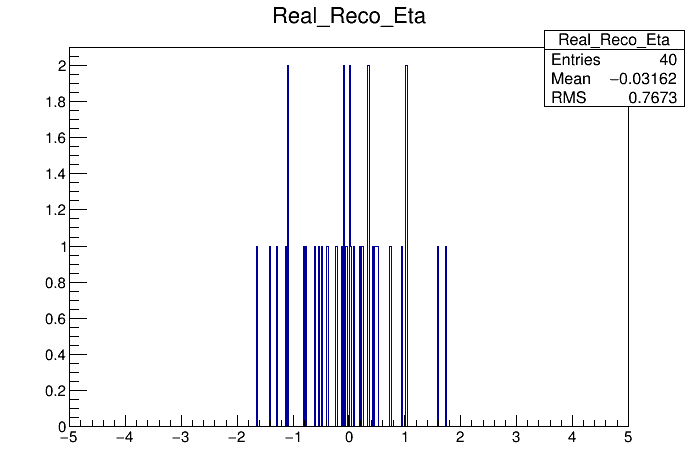 Real_Reco_Eta
Real_Reco_Eta
Entries 40
Mean −0.03162
RMS 0.7673
2
1.8
1.6
1.4
1.2
1
0.8
0.6
0.4
0.2
0
−5 −4 −3 −2 −1 0 1 2 3 4 5